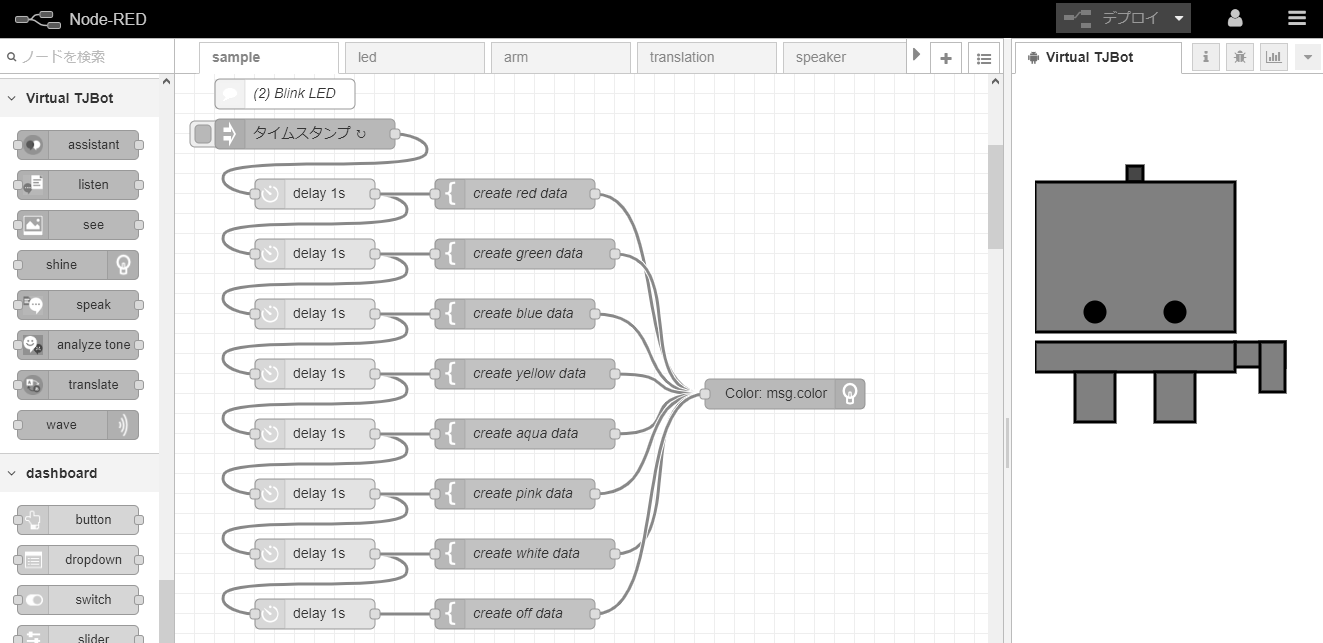 Node-RED
デプロイ
ノードを検索
sample
led
arm
translation
speaker
Virtual TJBot
Virtual TJBot
assistant
listen
see
shine
speak
analyze tone
translate
wave
dashboard
button
dropdown
switch
slider
(2) Blink LED
タイムスタンプ ↻
delay 1s
create red data
delay 1s
create green data
delay 1s
create blue data
delay 1s
create yellow data
delay 1s
create aqua data
delay 1s
create pink data
delay 1s
create white data
delay 1s
create off data
Color: msg.color